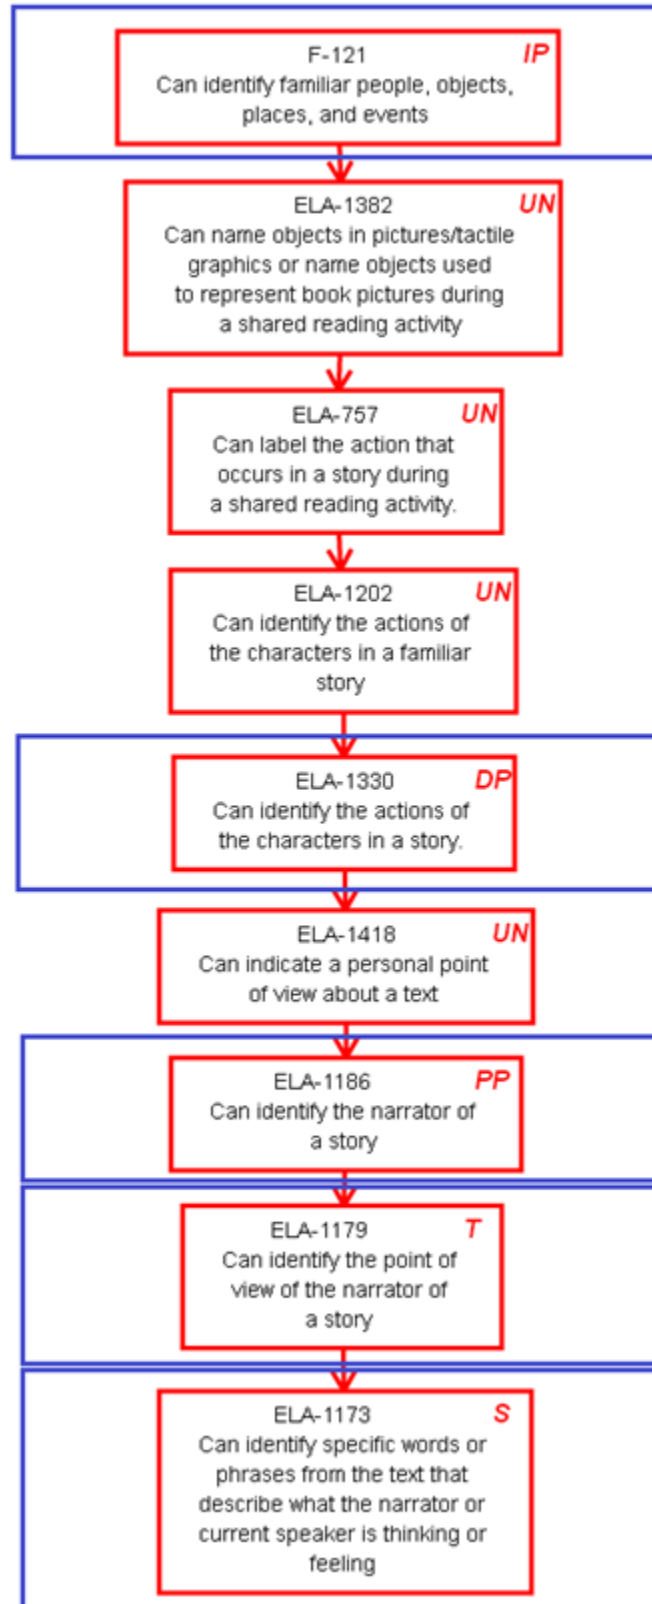 F-121 IP
Can identify familiar people, objects,
places, and events
ELA-1382 UN
Can name objects in pictures/tactile
graphics or name objects used
to represent book pictures during
a shared reading activity
ELA-757 UN
Can label the action that
occurs in a story during
a shared reading activity.
ELA-1202 UN
Can identify the actions of
the characters in a familiar
story
ELA-1330 DP
Can identify the actions of
the characters in a story.
ELA-1418 UN
Can indicate a personal point
of view about a text
ELA-1186 PP
Can identify the narrator of
a story
ELA-1179 T
Can identify the point of
view of the narrator of
a story
ELA-1173 S
Can identify specific words or
phrases from the text that
describe what the narrator or
current speaker is thinking or
feeling